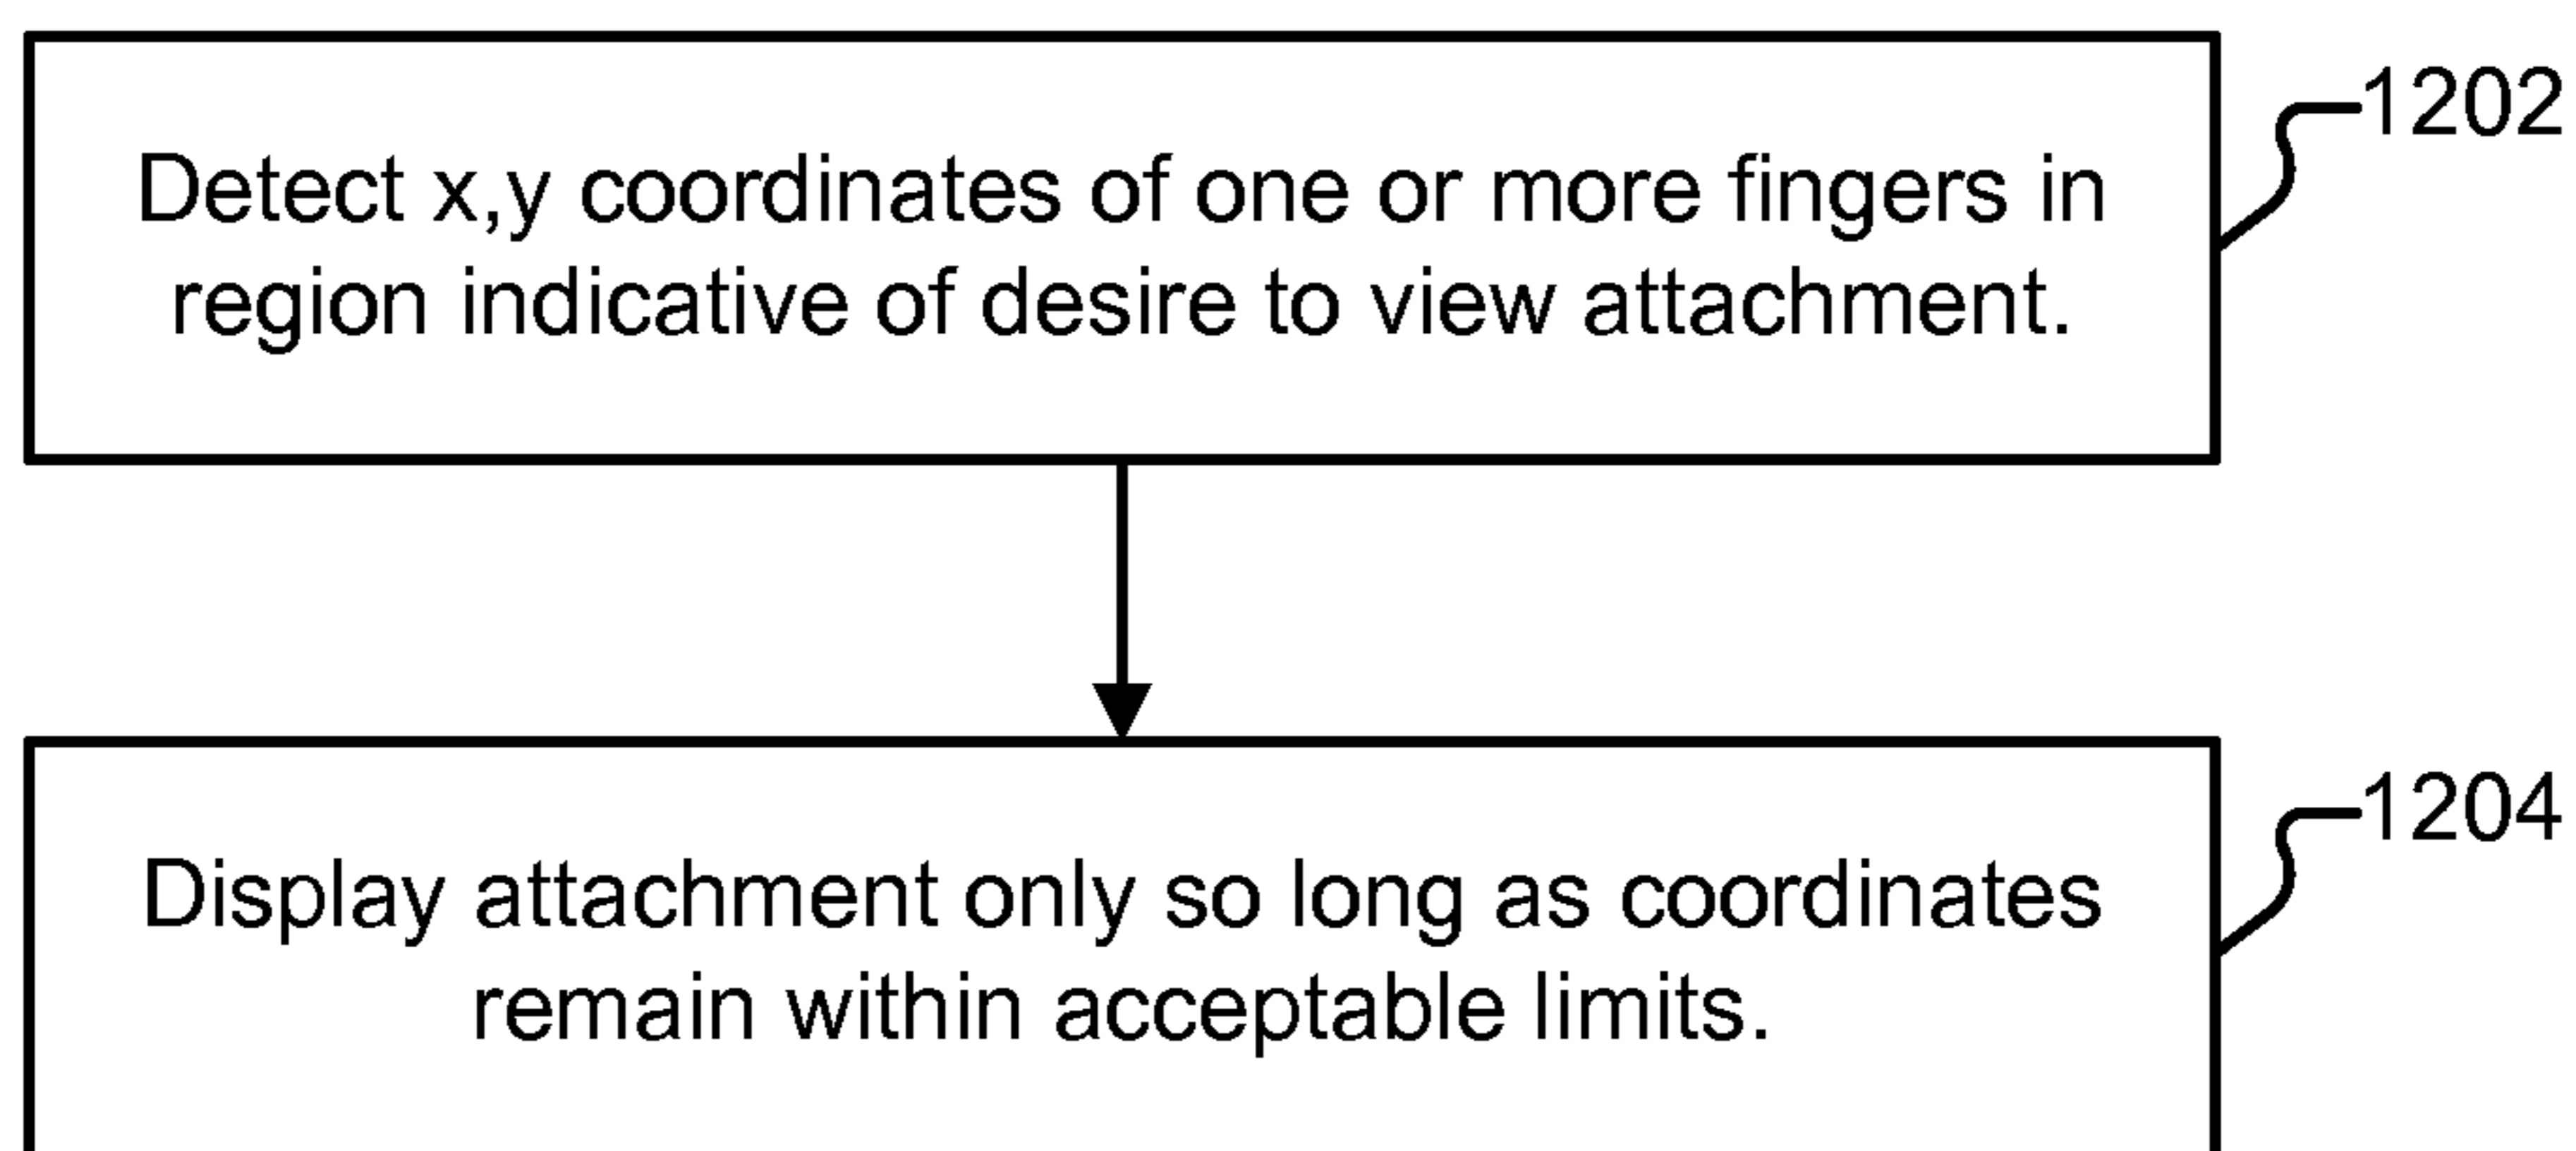 1202
Detect x,y coordinates of one or more fingers in
region indicative of desire to view attachment.
1204
Display attachment only so long as coordinates
remain within acceptable limits.